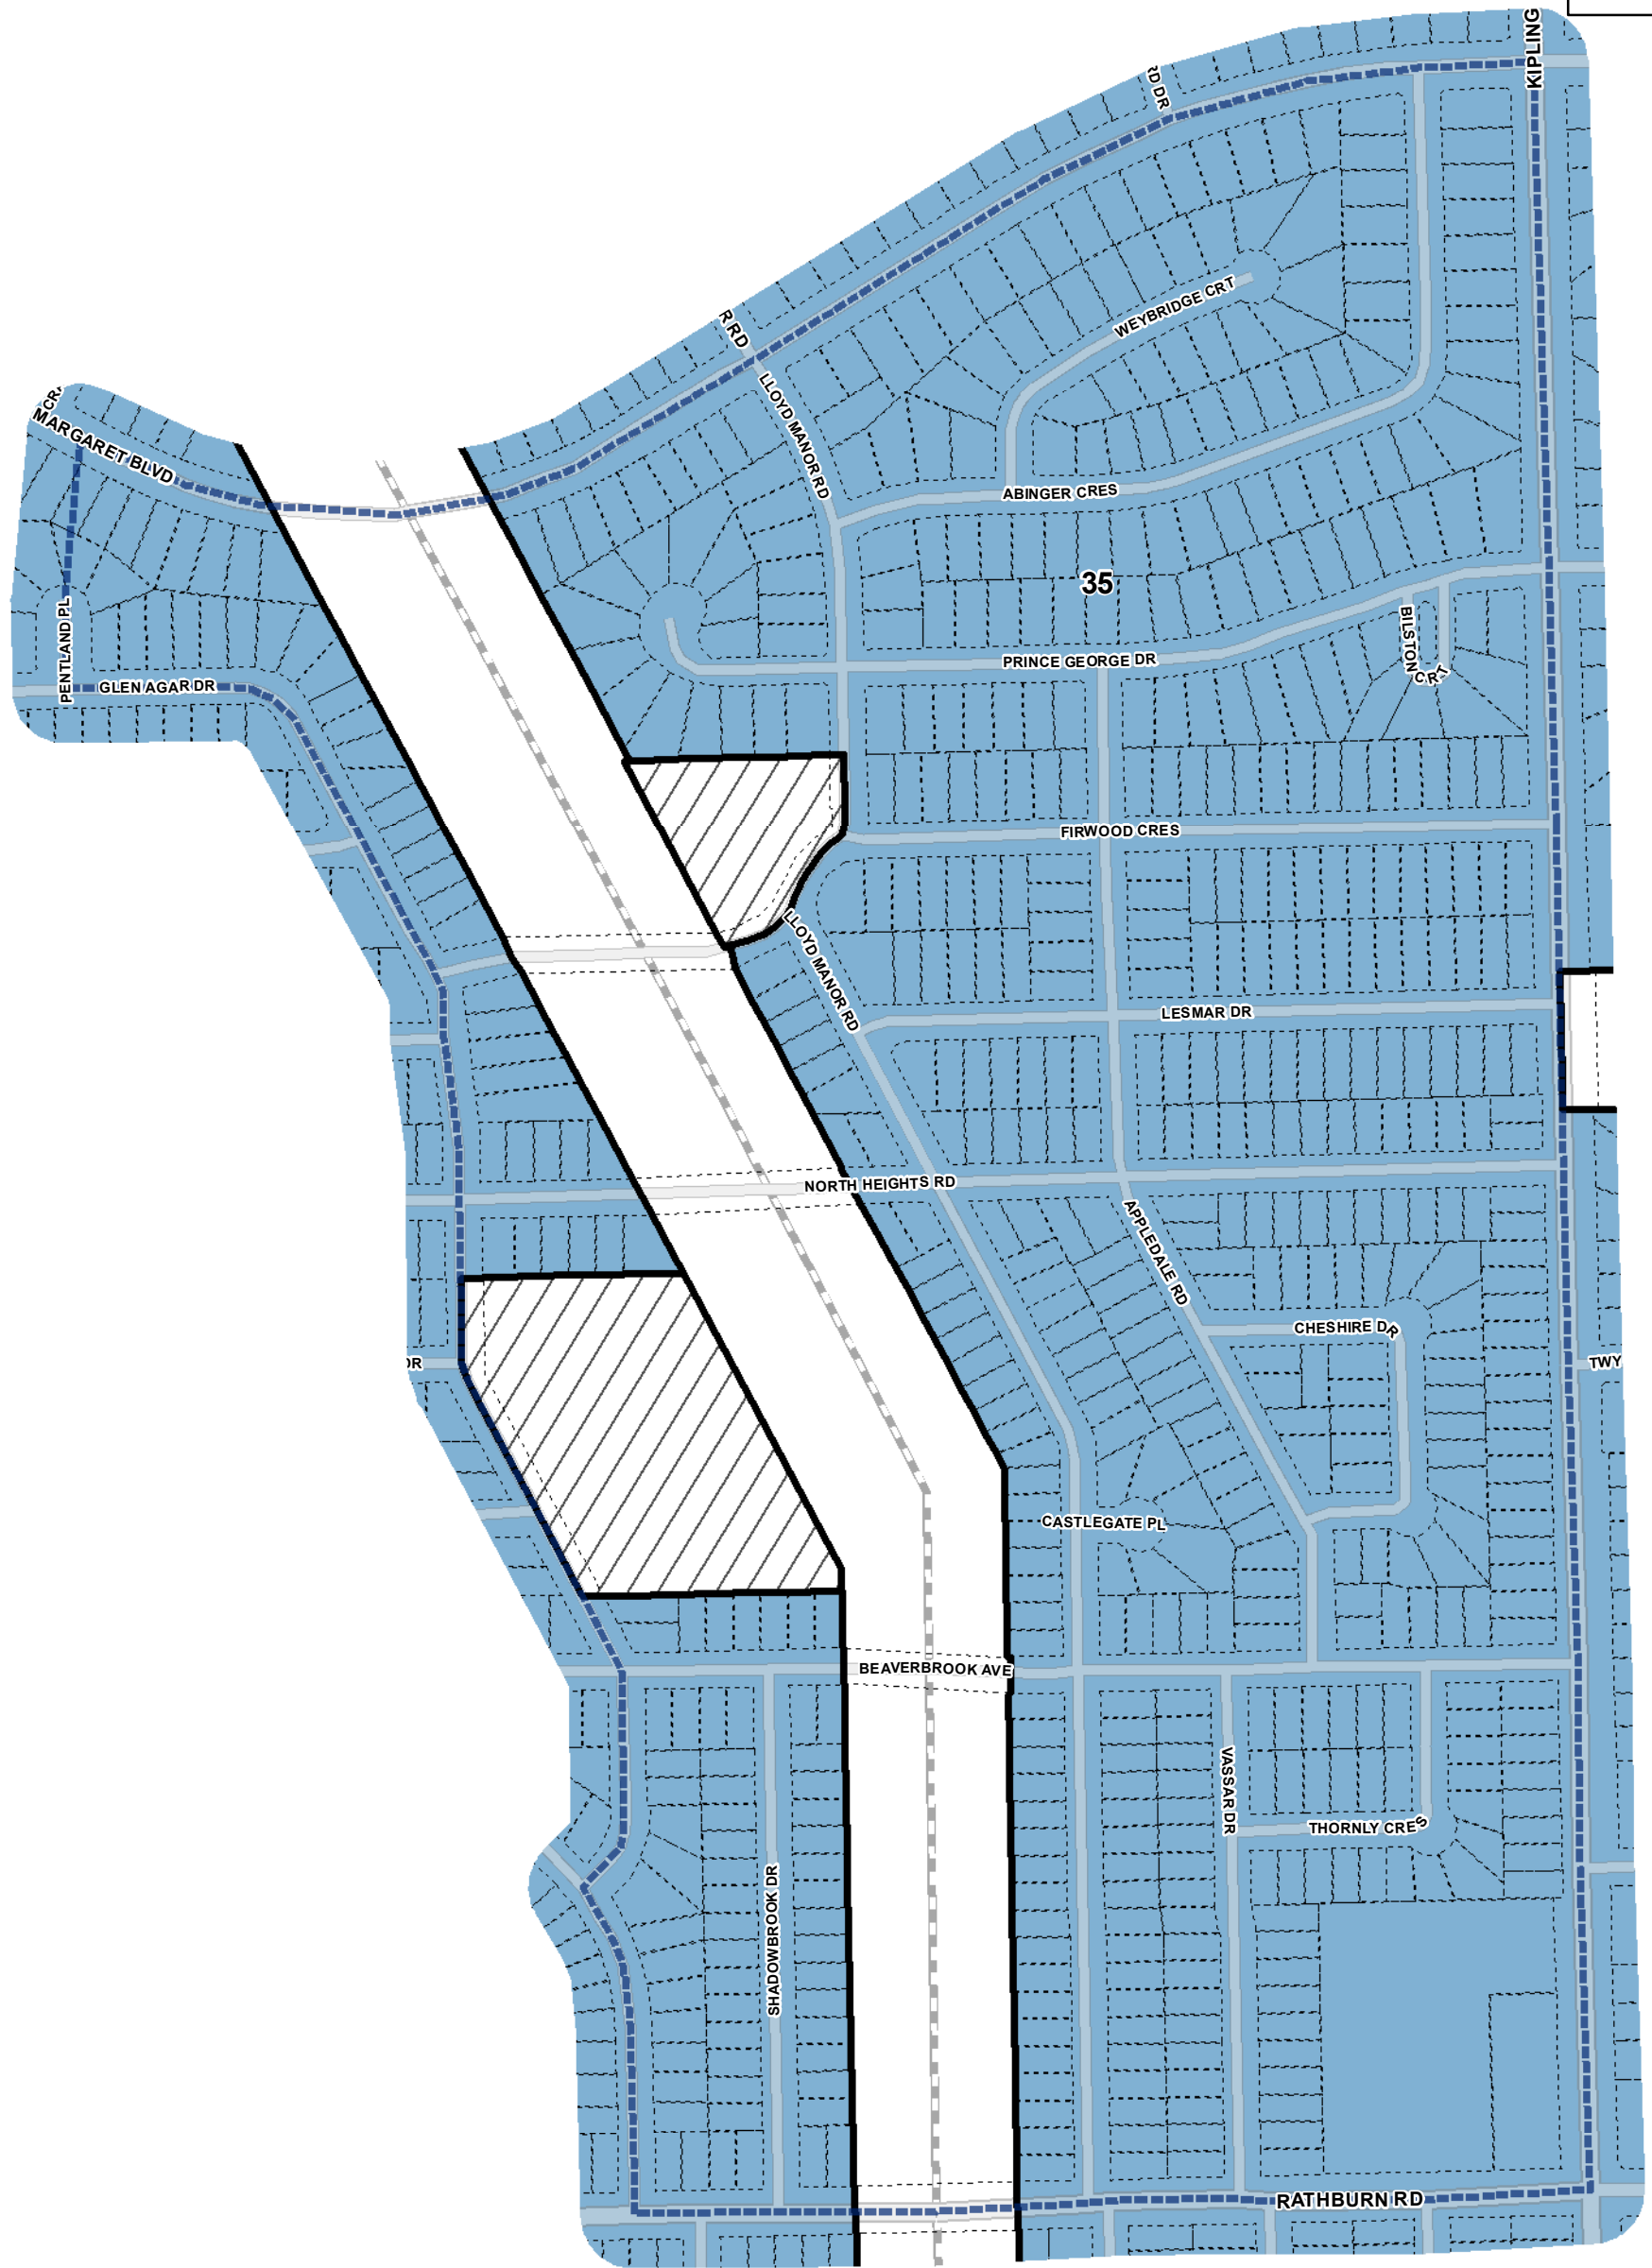 KIPLING
RD DR
WEYBRIDGE CRT
R RD
LLOYD MANOR RD
CR
MARGARET BLVD
ABINGER CRES
35
BILSTON CRT
PENTLAND PL
PRINCE GEORGE DR
GLEN AGAR DR
FIRWOOD CRES
LLOYD MANOR RD
LESMAR DR
NORTH HEIGHTS RD
APPLEDALE RD
CHESHIRE DR
DR
TWY
CASTLEGATE PL
BEAVERBROOK AVE
VASSAR DR
THORNLY CRES
SHADOWBROOK DR
RATHBURN RD